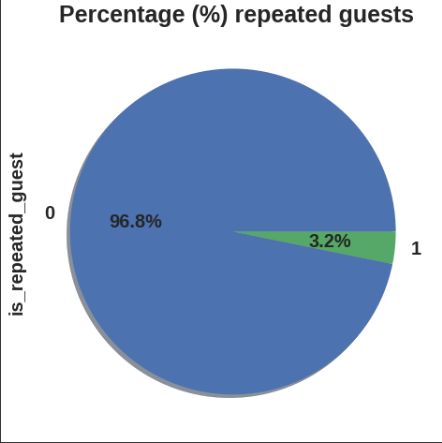 Percentage (%) repeated guests
is_repeated_guest
0
96.8%
3.2%
1